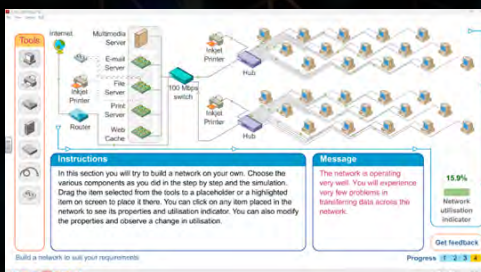 Tools
Internet
Multimedia
Server
E-mail
Server
File
Server
Print
Server
Web
Cache
Inkjet
Printer
Router
100 Mbps
switch
Inkjet
Printer
Hub
Inkjet
Printer
Hub
Instructions
In this section you will try to build a network on your own. Choose the
various components as you did in the step by step and the simulation.
Drag the item selected from the tools to a placeholder or a highlighted
item on screen to place it there. You can click on any item placed in the
network to see its properties and utilisation indicator. You can also modify
the properties and observe a change in utilisation.
Message
The network is operating
very well. You will experience
very few problems in
transferring data across the
network.
15.9%
Network
utilisation
indicator
Get feedback
Build a network to suit your requirements
Progress 1 2 3 4